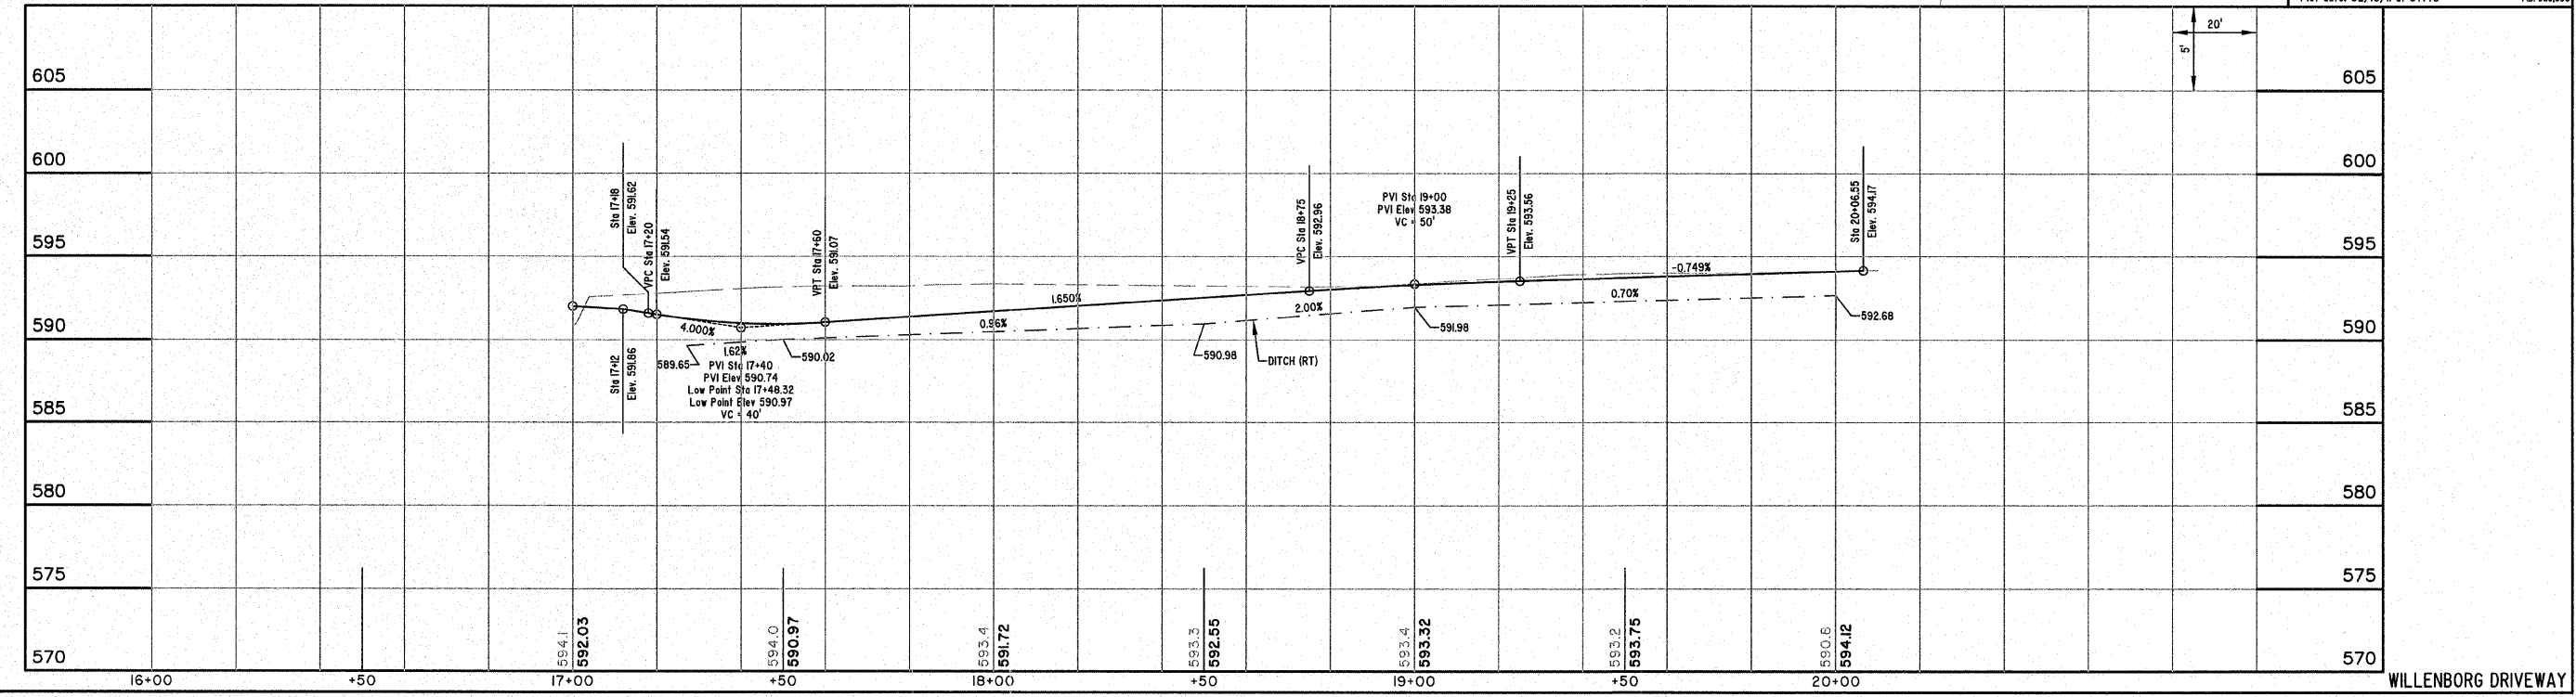 20'
5'
605
605
600
600
595
595
590
590
585
585
580
580
575
575
570
570
Sta 17+18
Elev. 591.62
VPC Sta 17+20
Elev. 591.54
VPT Sta 17+60
Elev. 591.07
VPC Sta 18+75
Elev. 592.96
PVI Sta 19+00
PVI Elev 593.38
VC = 50'
VPT Sta 19+25
Elev. 593.56
Sta 20+06.55
Elev. 594.17
4.000%
1.650%
-0.749%
0.96%
2.00%
0.70%
1.62%
589.65
590.02
590.98
DITCH (RT)
591.98
592.68
Sta 17+12
Elev. 591.86
PVI Sta 17+40
PVI Elev 590.74
Low Point Sta 17+48.32
Low Point Elev 590.97
VC = 40'
594.1
592.03
594.0
590.97
593.4
591.72
593.3
592.55
593.4
593.32
593.2
593.75
590.8
594.12
16+00
+50
17+00
+50
18+00
+50
19+00
+50
20+00
WILLENBORG DRIVEWAY